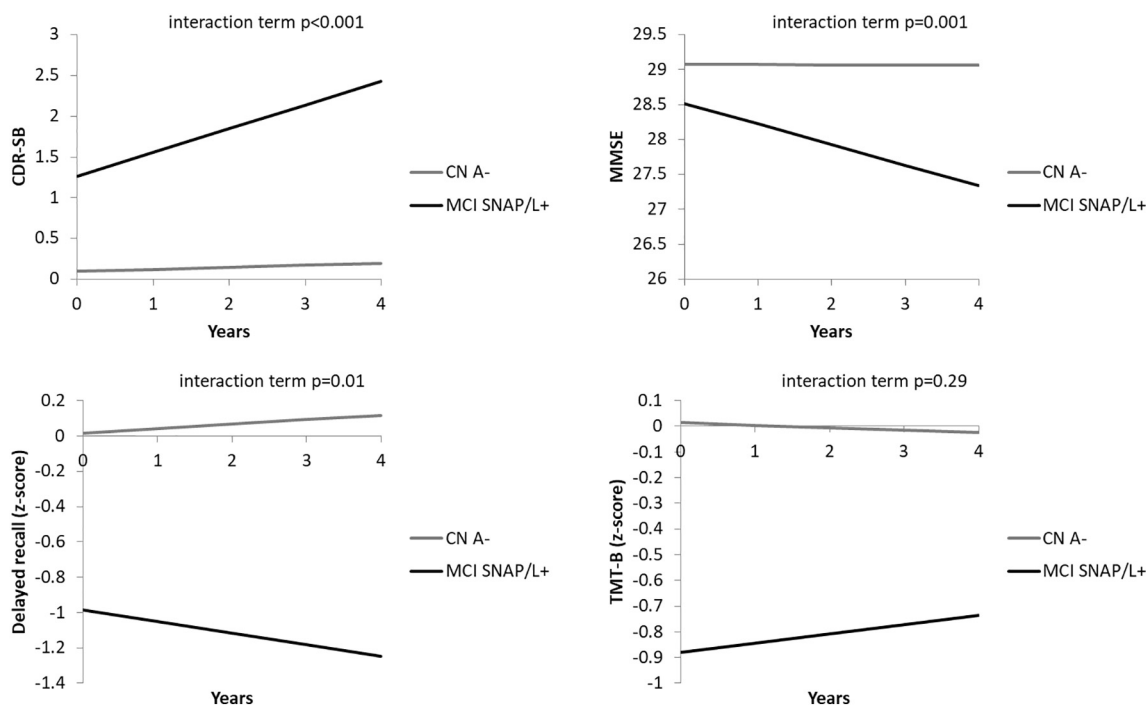 interaction term p<0.001
3
2.5
2
1.5
1
0.5
0
CDR-SB
0 1 2 3 4
Years
CN A-
MCI SNAP/L+
interaction term p=0.001
29.5
29
28.5
28
27.5
27
26.5
26
MMSE
0 1 2 3 4
Years
CN A-
MCI SNAP/L+
interaction term p=0.01
0.2
0
-0.2
-0.4
-0.6
-0.8
-1
-1.2
-1.4
Delayed recall (z-score)
0 1 2 3 4
Years
CN A-
MCI SNAP/L+
interaction term p=0.29
0.1
0
-0.1
-0.2
-0.3
-0.4
-0.5
-0.6
-0.7
-0.8
-0.9
-1
TMT-B (z-score)
0 1 2 3 4
Years
CN A-
MCI SNAP/L+